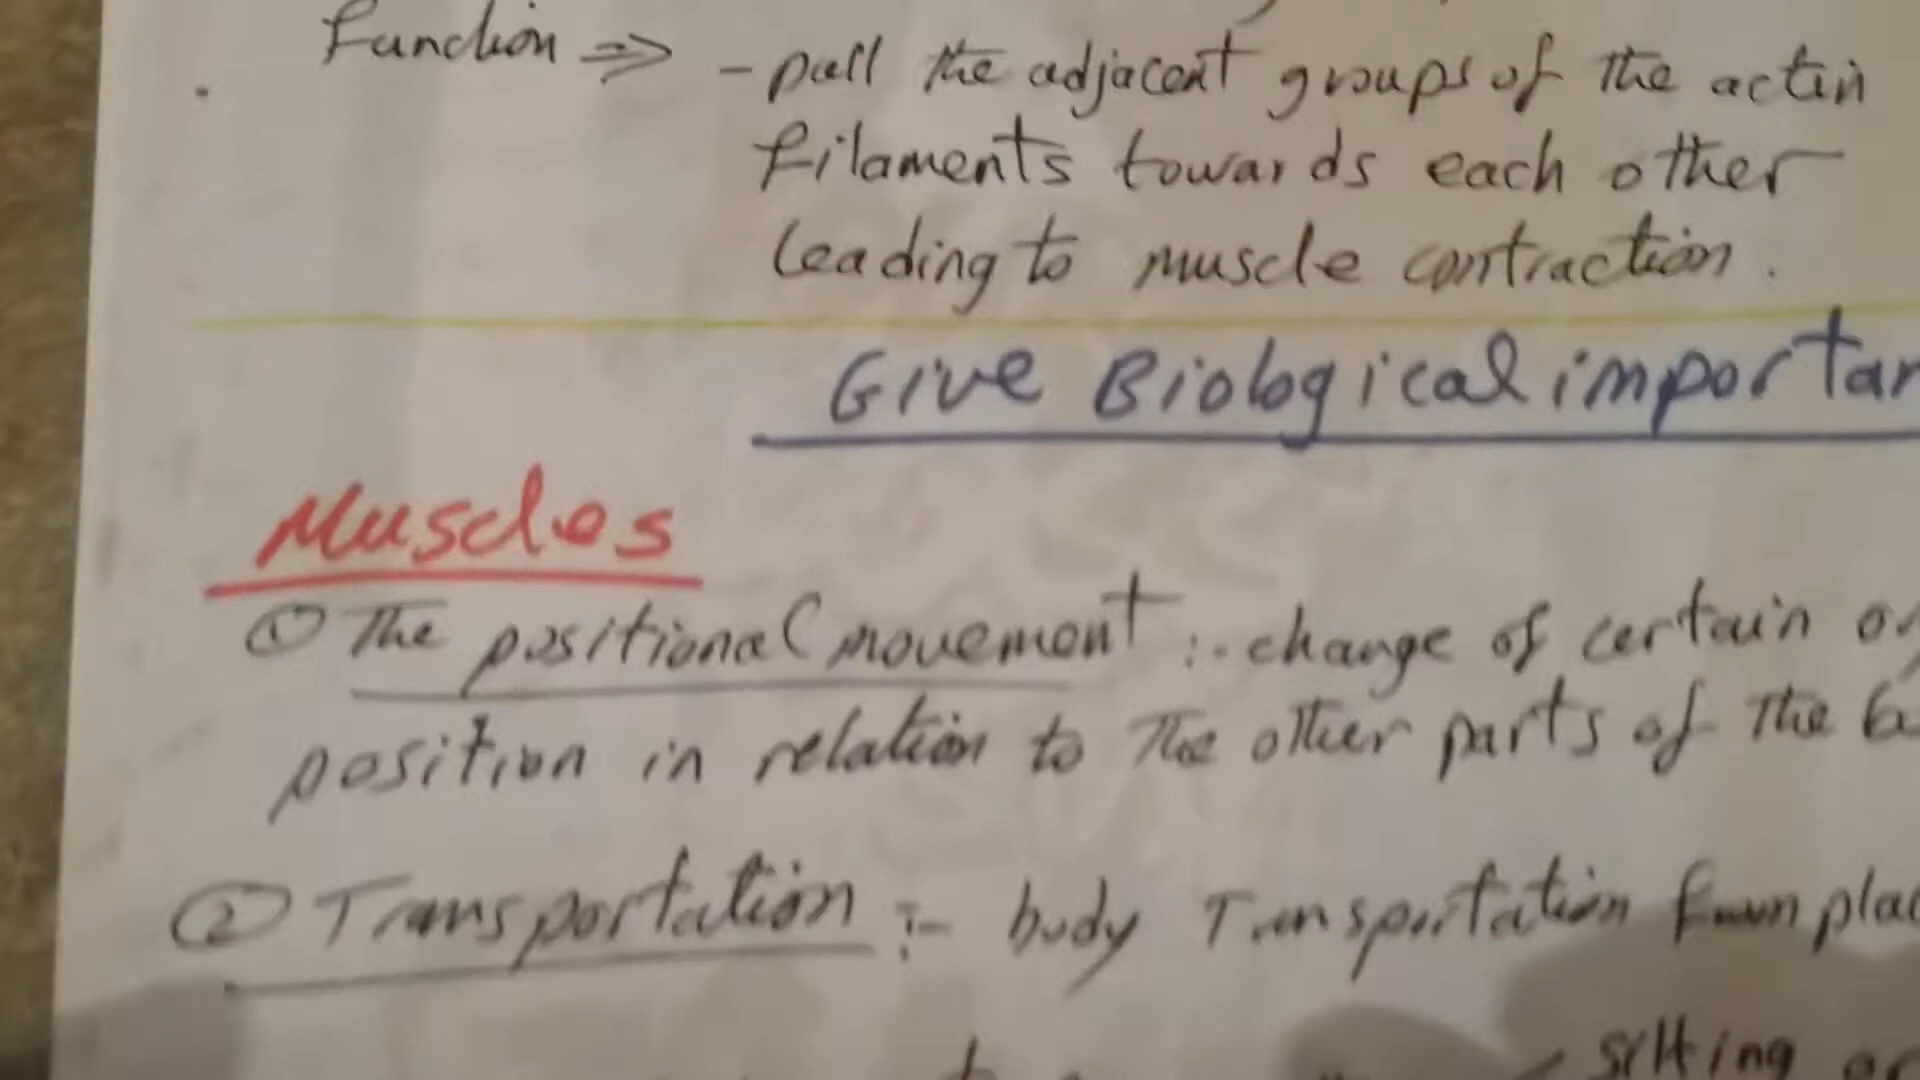 Function ⇒ - pull the adjacent groups of the actin
filaments towards each other
leading to muscle contraction.
Give Biological importan
Muscles
① The positional movement :- change of certain
position in relation to the other parts of the
② Transportation :- body Transportation from plac
sitting or